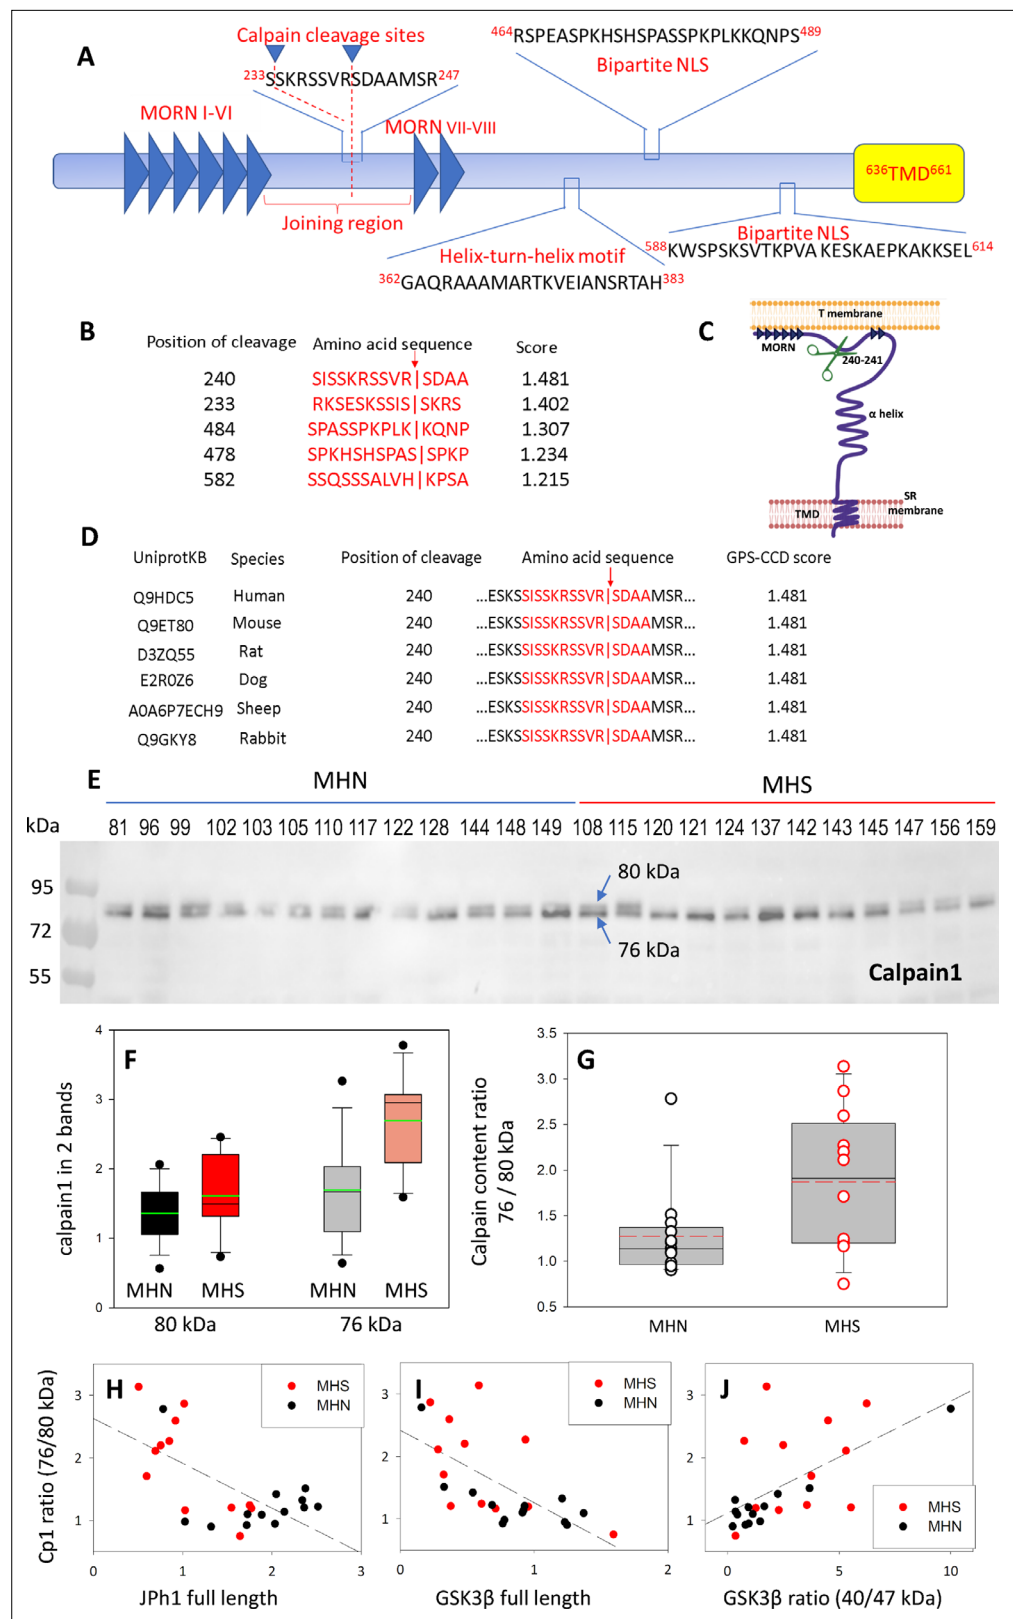 A
Calpain cleavage sites
233SSKRSSVRSDAAMSR247
464RSPEASPKHSHSPASSPKPLKKQNPS489
Bipartite NLS
MORN I-VI
MORN VII-VIII
636TMD661
Joining region
Helix-turn-helix motif
362GAQRAAAMARTKVEIANSRTAH383
Bipartite NLS
588KWSPSKSVTKPVA KESKAEPKAKKSEL614
B
Position of cleavage Amino acid sequence Score
240 SISSKRSSVR|SDAA 1.481
233 RKSESKSSIS|SKRS 1.402
484 SPASSPKPLK|KQNP 1.307
478 SPKHSHSPAS|SPKP 1.234
582 SSQSSSALVH|KPSA 1.215
C
T membrane
MORN
240-241
α helix
SR
membrane
TMD
D
UniprotKB Species Position of cleavage Amino acid sequence GPS-CCD score
Q9HDC5 Human 240 ...ESKSSISSKRSSVR|SDAAMSR... 1.481
Q9ET80 Mouse 240 ...ESKSSISSKRSSVR|SDAAMSR... 1.481
D3ZQ55 Rat 240 ...ESKSSISSKRSSVR|SDAAMSR... 1.481
E2R0Z6 Dog 240 ...ESKSSISSKRSSVR|SDAAMSR... 1.481
A0A6P7ECH9 Sheep 240 ...ESKSSISSKRSSVR|SDAAMSR... 1.481
Q9GKY8 Rabbit 240 ...ESKSSISSKRSSVR|SDAAMSR... 1.481
E
MHN MHS
kDa 81 96 99 102 103 105 110 117 122 128 144 148 149 108 115 120 121 124 137 142 143 145 147 156 159
95
72
55
80 kDa
76 kDa
Calpain1
F
calpain1 in 2 bands
4
3
2
1
0
MHN MHS MHN MHS
80 kDa 76 kDa
G
Calpain content ratio
76 / 80 kDa
3.5
3.0
2.5
2.0
1.5
1.0
0.5
MHN MHS
H
Cp1 ratio (76/80 kDa)
3
2
1
MHS
MHN
0 1 2 3
JPh1 full length
I
3
2
1
MHS
MHN
0 1 2
GSK3β full length
J
3
2
1
MHS
MHN
0 5 10
GSK3β ratio (40/47 kDa)